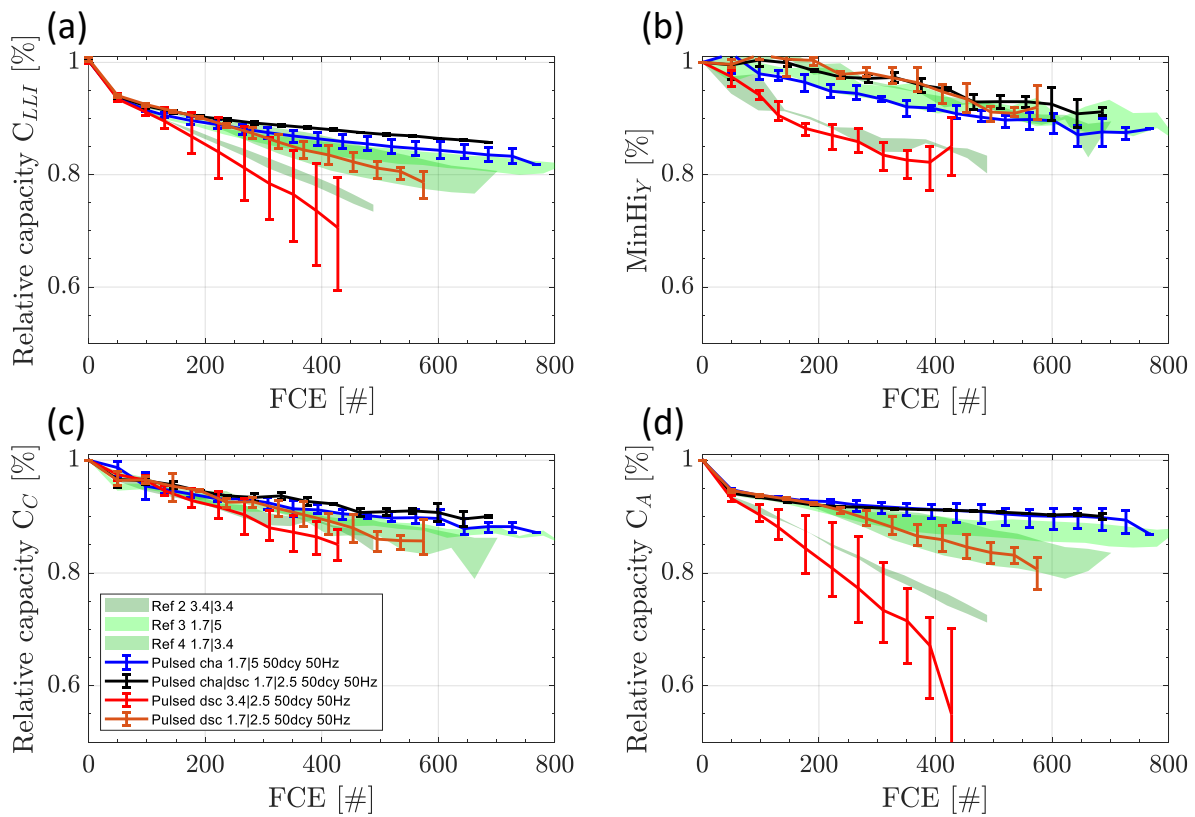 (a)
(b)
Relative capacity C_LLI [%]
1
0.8
0.6
0
200
400
600
800
FCE [#]
MinHi_Y [%]
1
0.8
0.6
0
200
400
600
800
FCE [#]
(c)
(d)
Relative capacity C_C [%]
1
0.8
0.6
0
200
400
600
800
FCE [#]
Ref 2 3.4|3.4
Ref 3 1.7|5
Ref 4 1.7|3.4
Pulsed cha 1.7|5 50dcy 50Hz
Pulsed cha|dsc 1.7|2.5 50dcy 50Hz
Pulsed dsc 3.4|2.5 50dcy 50Hz
Pulsed dsc 1.7|2.5 50dcy 50Hz
Relative capacity C_A [%]
1
0.8
0.6
0
200
400
600
800
FCE [#]